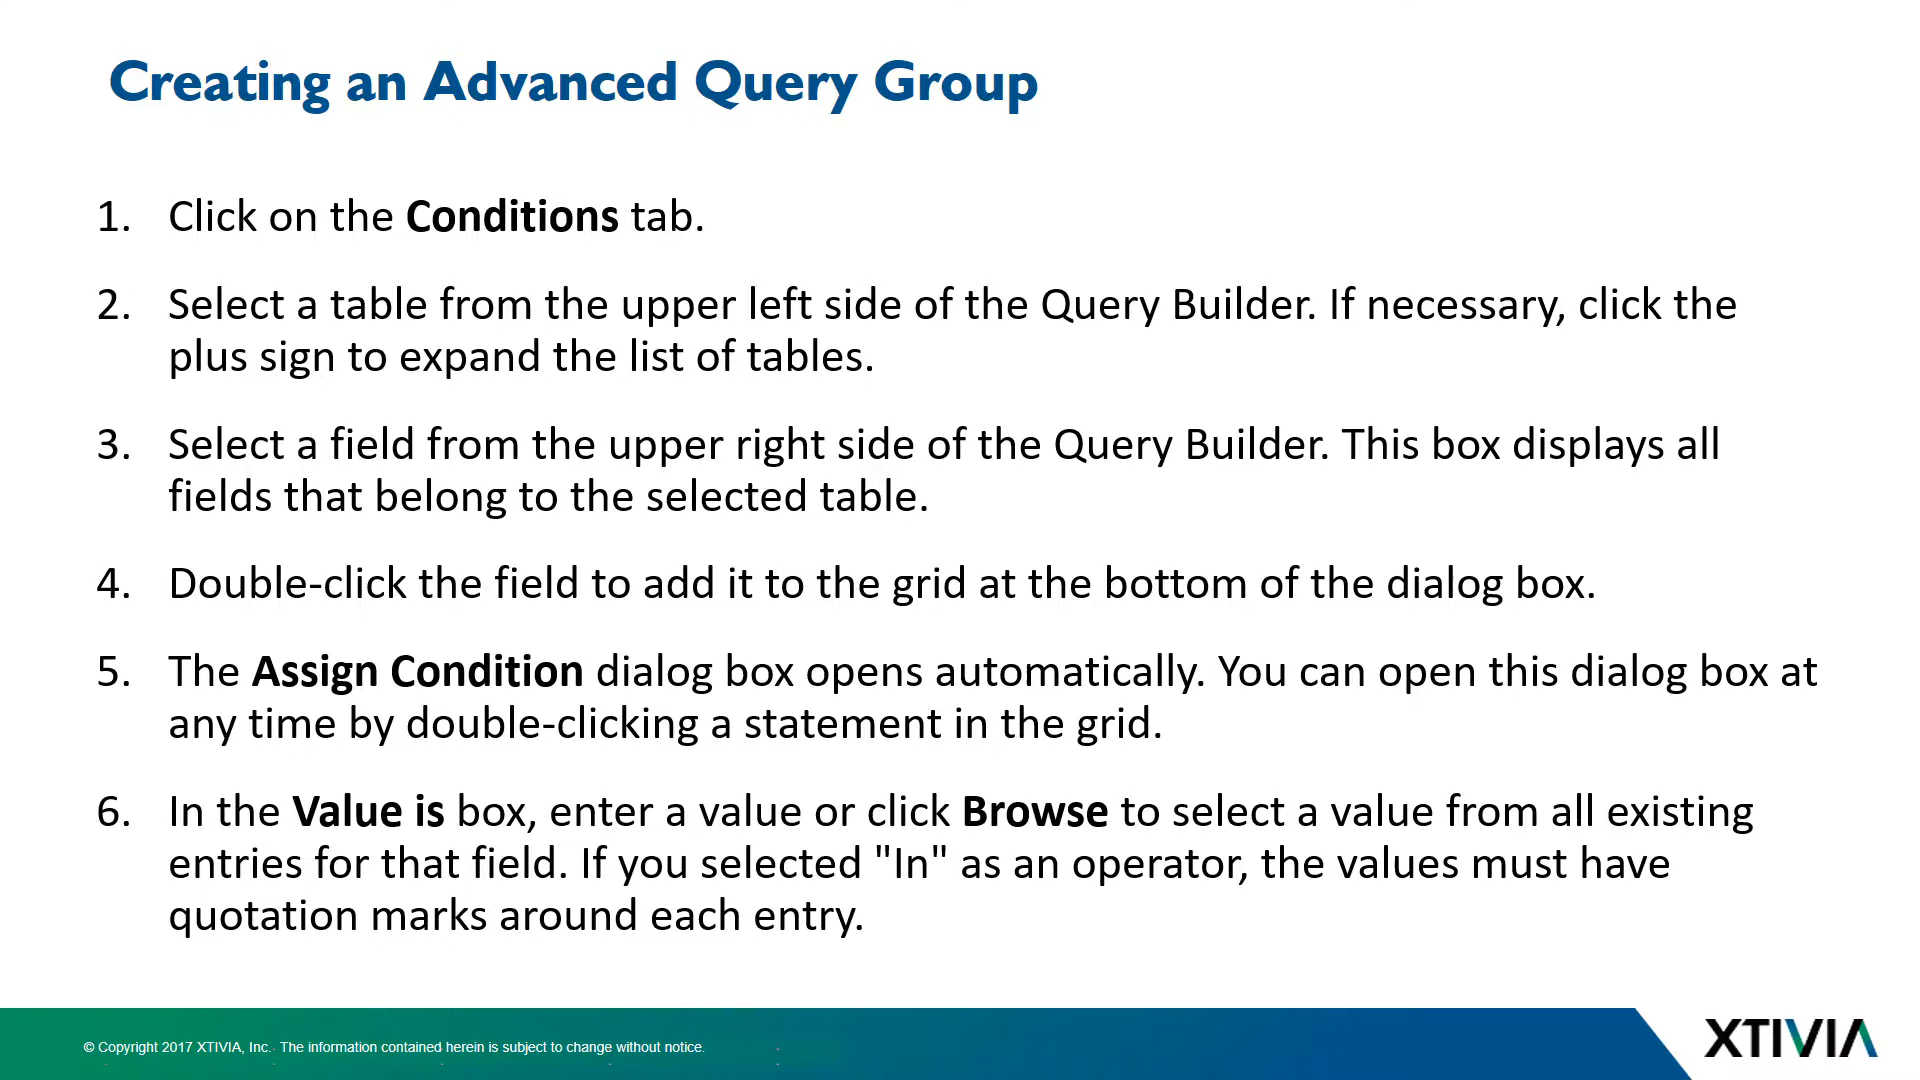 Creating an Advanced Query Group
1. Click on the Conditions tab.
2. Select a table from the upper left side of the Query Builder. If necessary, click the
plus sign to expand the list of tables.
3. Select a field from the upper right side of the Query Builder. This box displays all
fields that belong to the selected table.
4. Double-click the field to add it to the grid at the bottom of the dialog box.
5. The Assign Condition dialog box opens automatically. You can open this dialog box at
any time by double-clicking a statement in the grid.
6. In the Value is box, enter a value or click Browse to select a value from all existing
entries for that field. If you selected "In" as an operator, the values must have
quotation marks around each entry.
© Copyright 2017 XTIVIA, Inc. The information contained herein is subject to change without notice.
XTIVIA